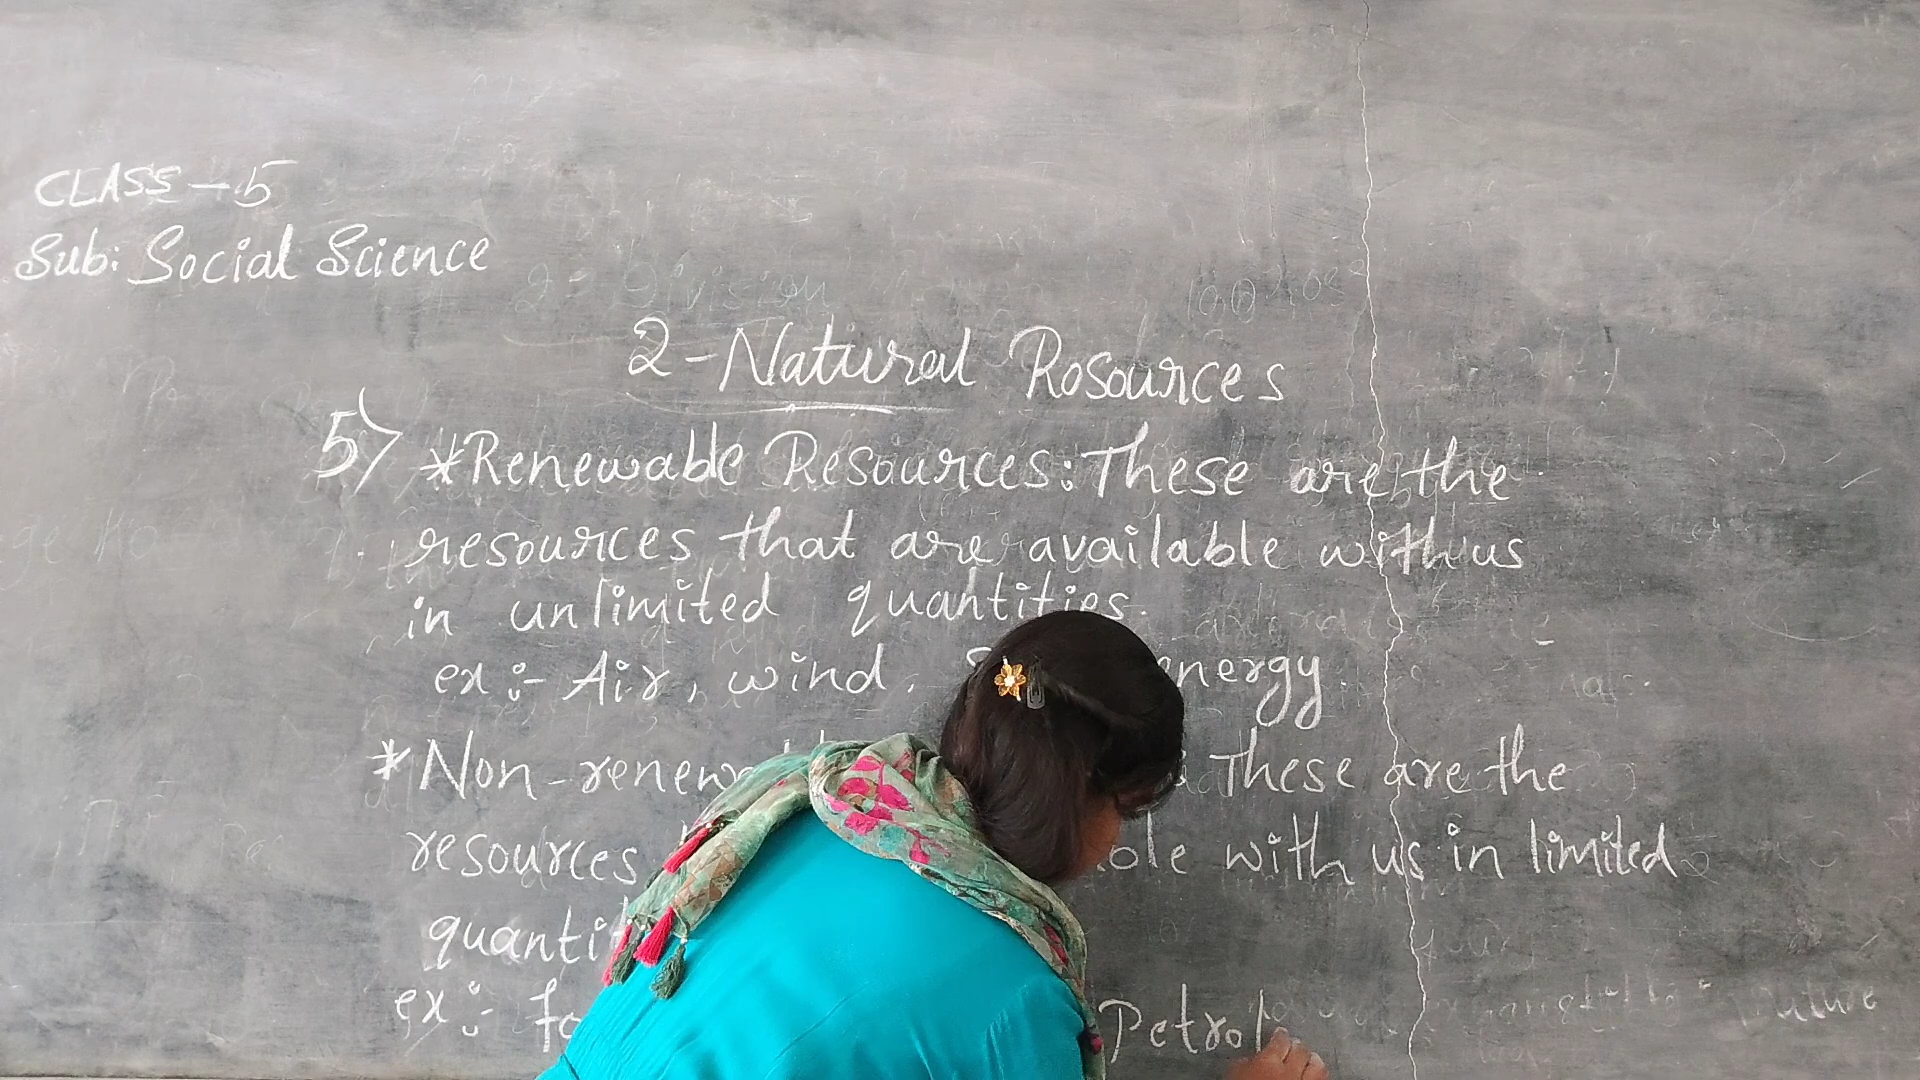 CLASS - 5
Sub: Social Science
2 - Natural Rosources
5) *Renewable Resources: These are the
resources that are available with us
in unlimited quantities.
ex :- Air, wind, energy.
* Non-renew These are the
resources with us in limited
quantit
ex :- Petrol